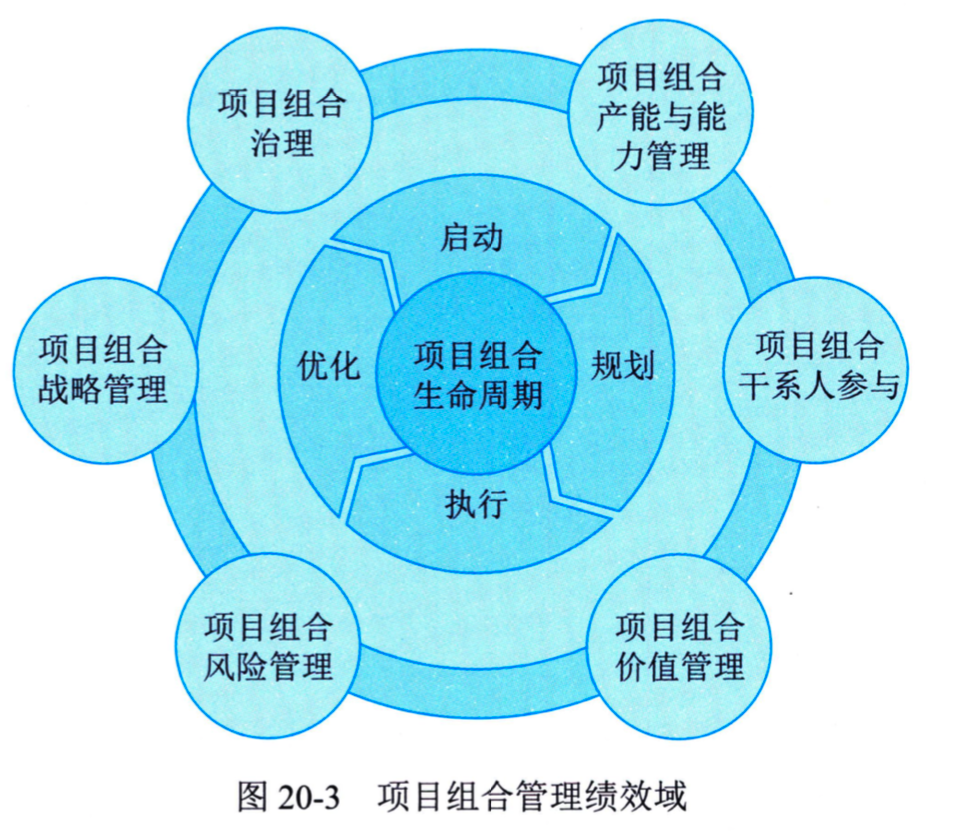 项目组合
治理
项目组合
产能与能
力管理
启动
项目组合
战略管理
优化
项目组合
生命周期
规划
项目组合
干系人参与
执行
项目组合
风险管理
项目组合
价值管理
图 20-3 项目组合管理绩效域